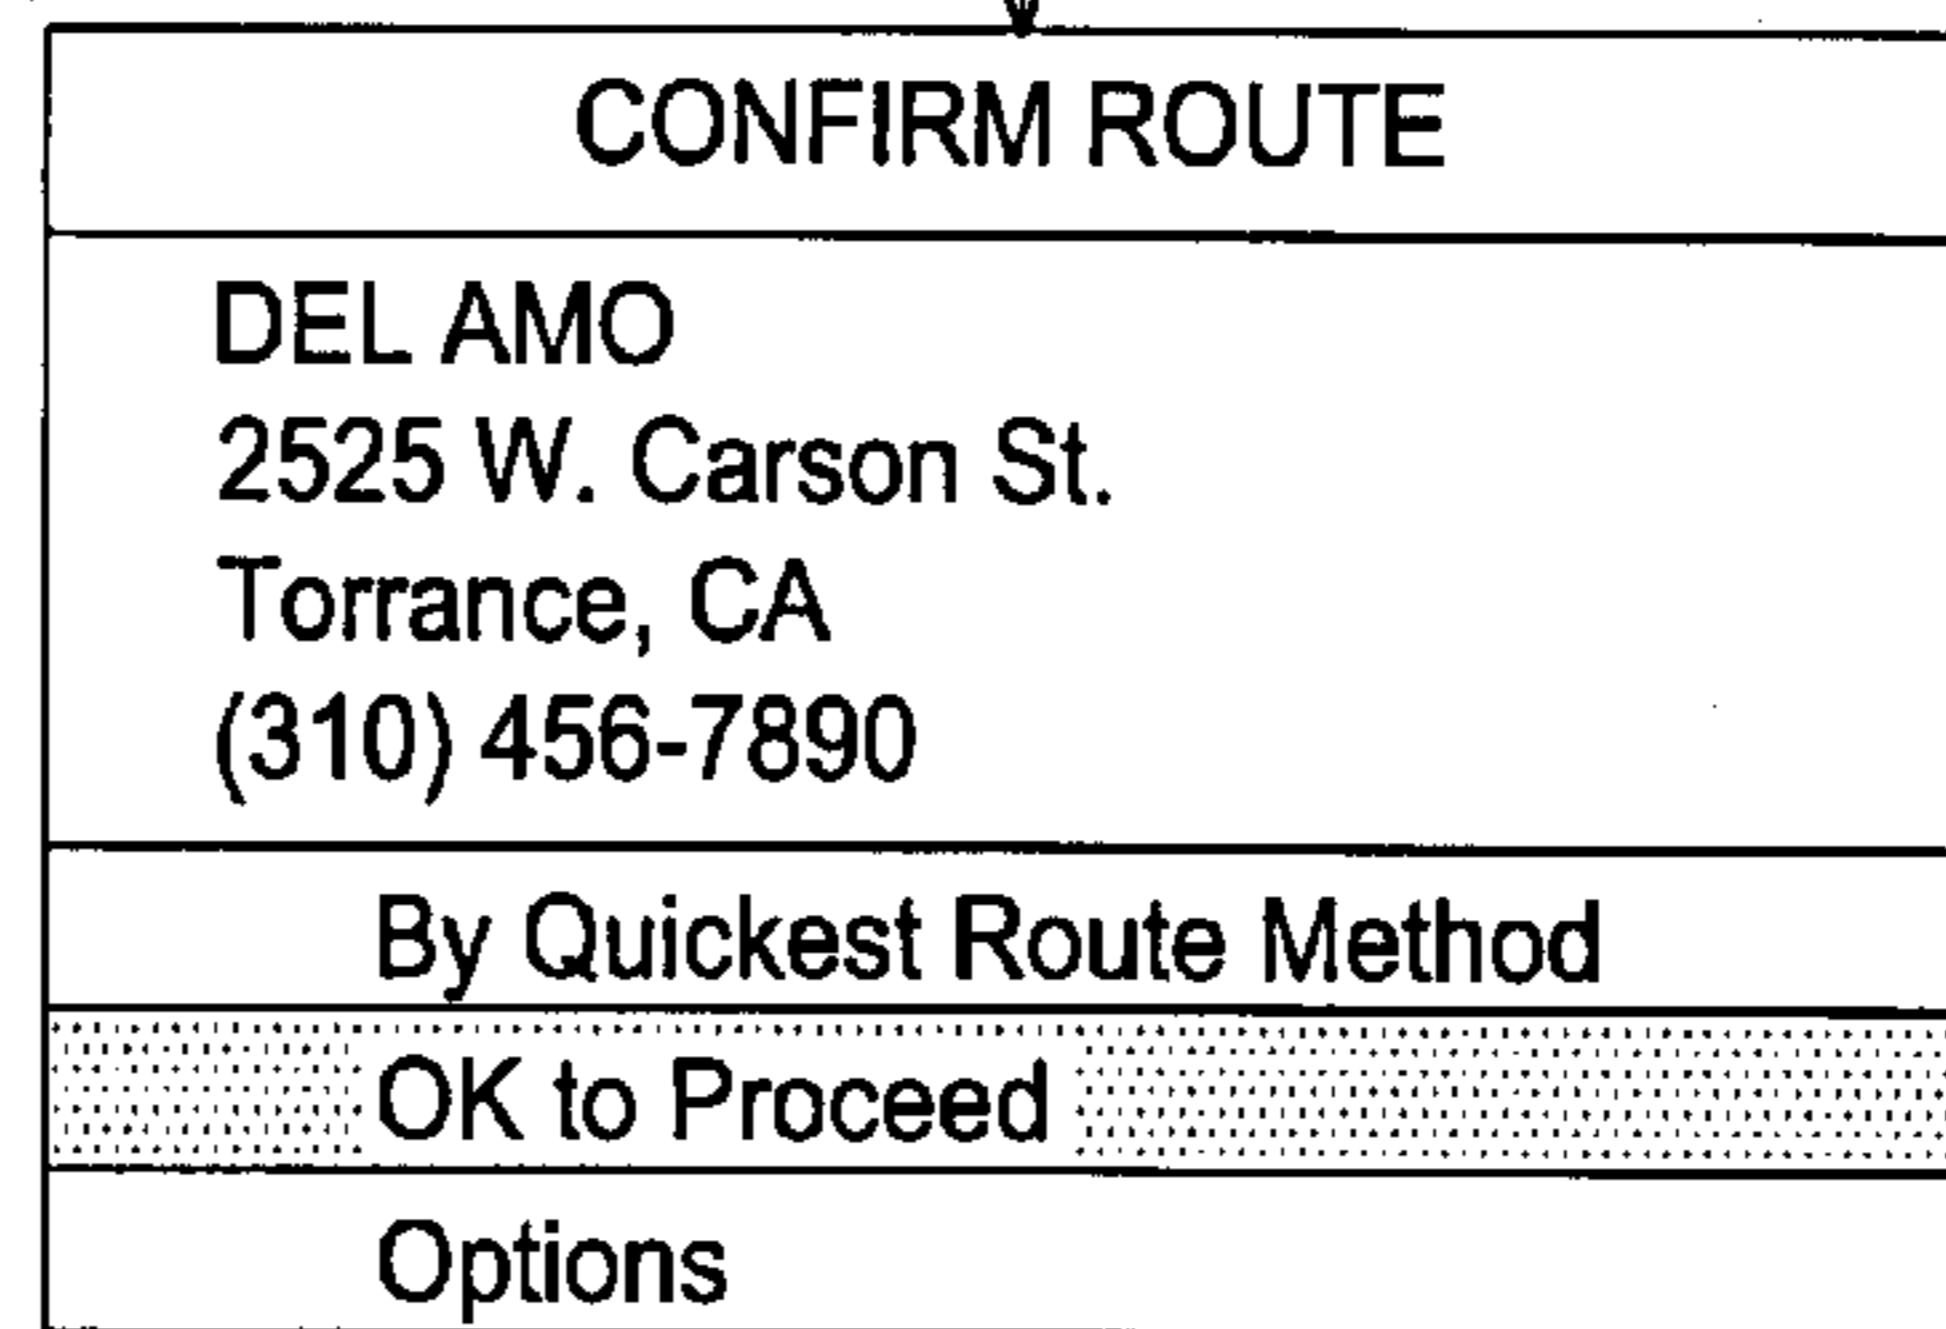 CONFIRM ROUTE
DEL AMO
2525 W. Carson St.
Torrance, CA
(310) 456-7890
By Quickest Route Method
OK to Proceed
Options